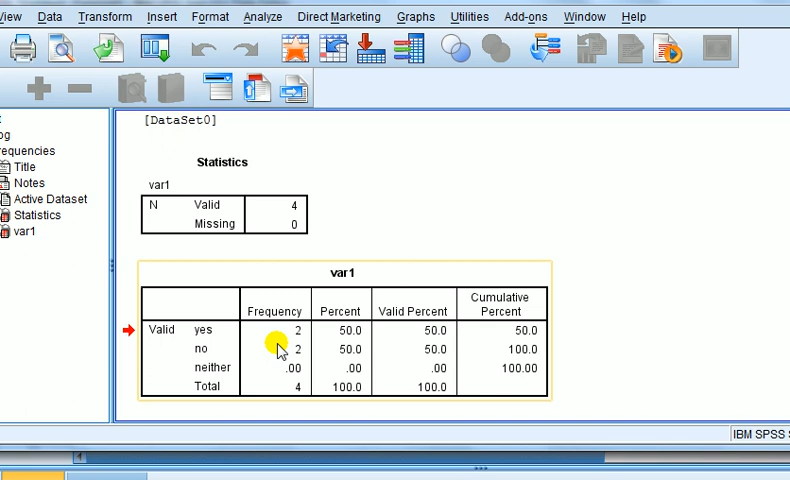 View Data Transform Insert Format Analyze Direct Marketing Graphs Utilities Add-ons Window Help
[DataSet0]
Statistics
var1
N Valid 4
Missing 0
requencies
Title
Notes
Active Dataset
Statistics
var1
var1
Frequency Percent Valid Percent Cumulative Percent
Valid yes 2 50.0 50.0 50.0
no 2 50.0 50.0 100.0
neither .00 .00 .00 100.00
Total 4 100.0 100.0
IBM SPSS S